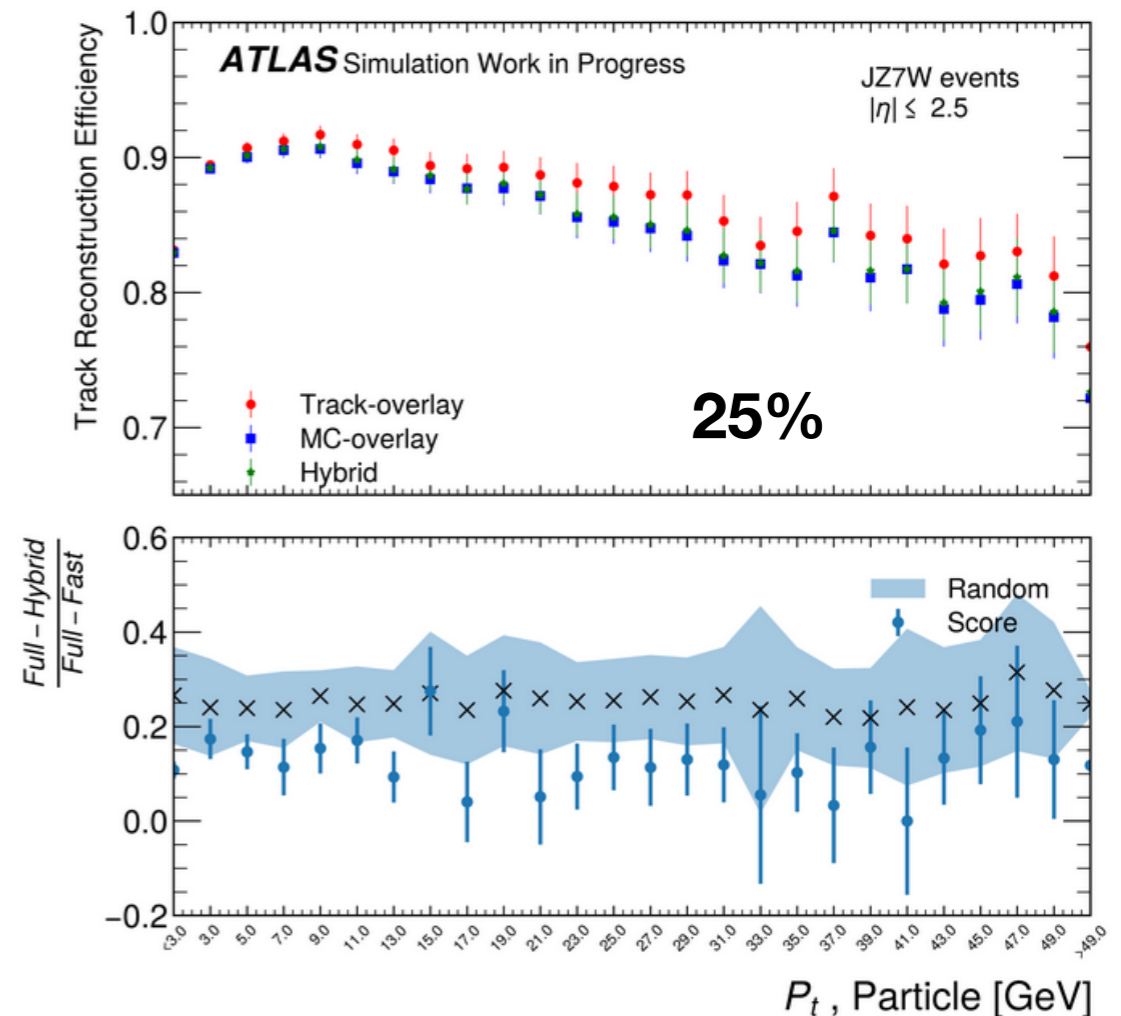 1.0
0.9
0.8
0.7
Track Reconstruction Efficiency
ATLAS Simulation Work in Progress
JZ7W events
|η| ≤ 2.5
Track-overlay
MC-overlay
Hybrid
25%
0.6
0.4
0.2
0.0
−0.2
Full − Hybrid
Full − Fast
Random
Score
<3.0 3.0 5.0 7.0 9.0 11.0 13.0 15.0 17.0 19.0 21.0 23.0 25.0 27.0 29.0 31.0 33.0 35.0 37.0 39.0 41.0 43.0 45.0 47.0 49.0 >49.0
Pt , Particle [GeV]